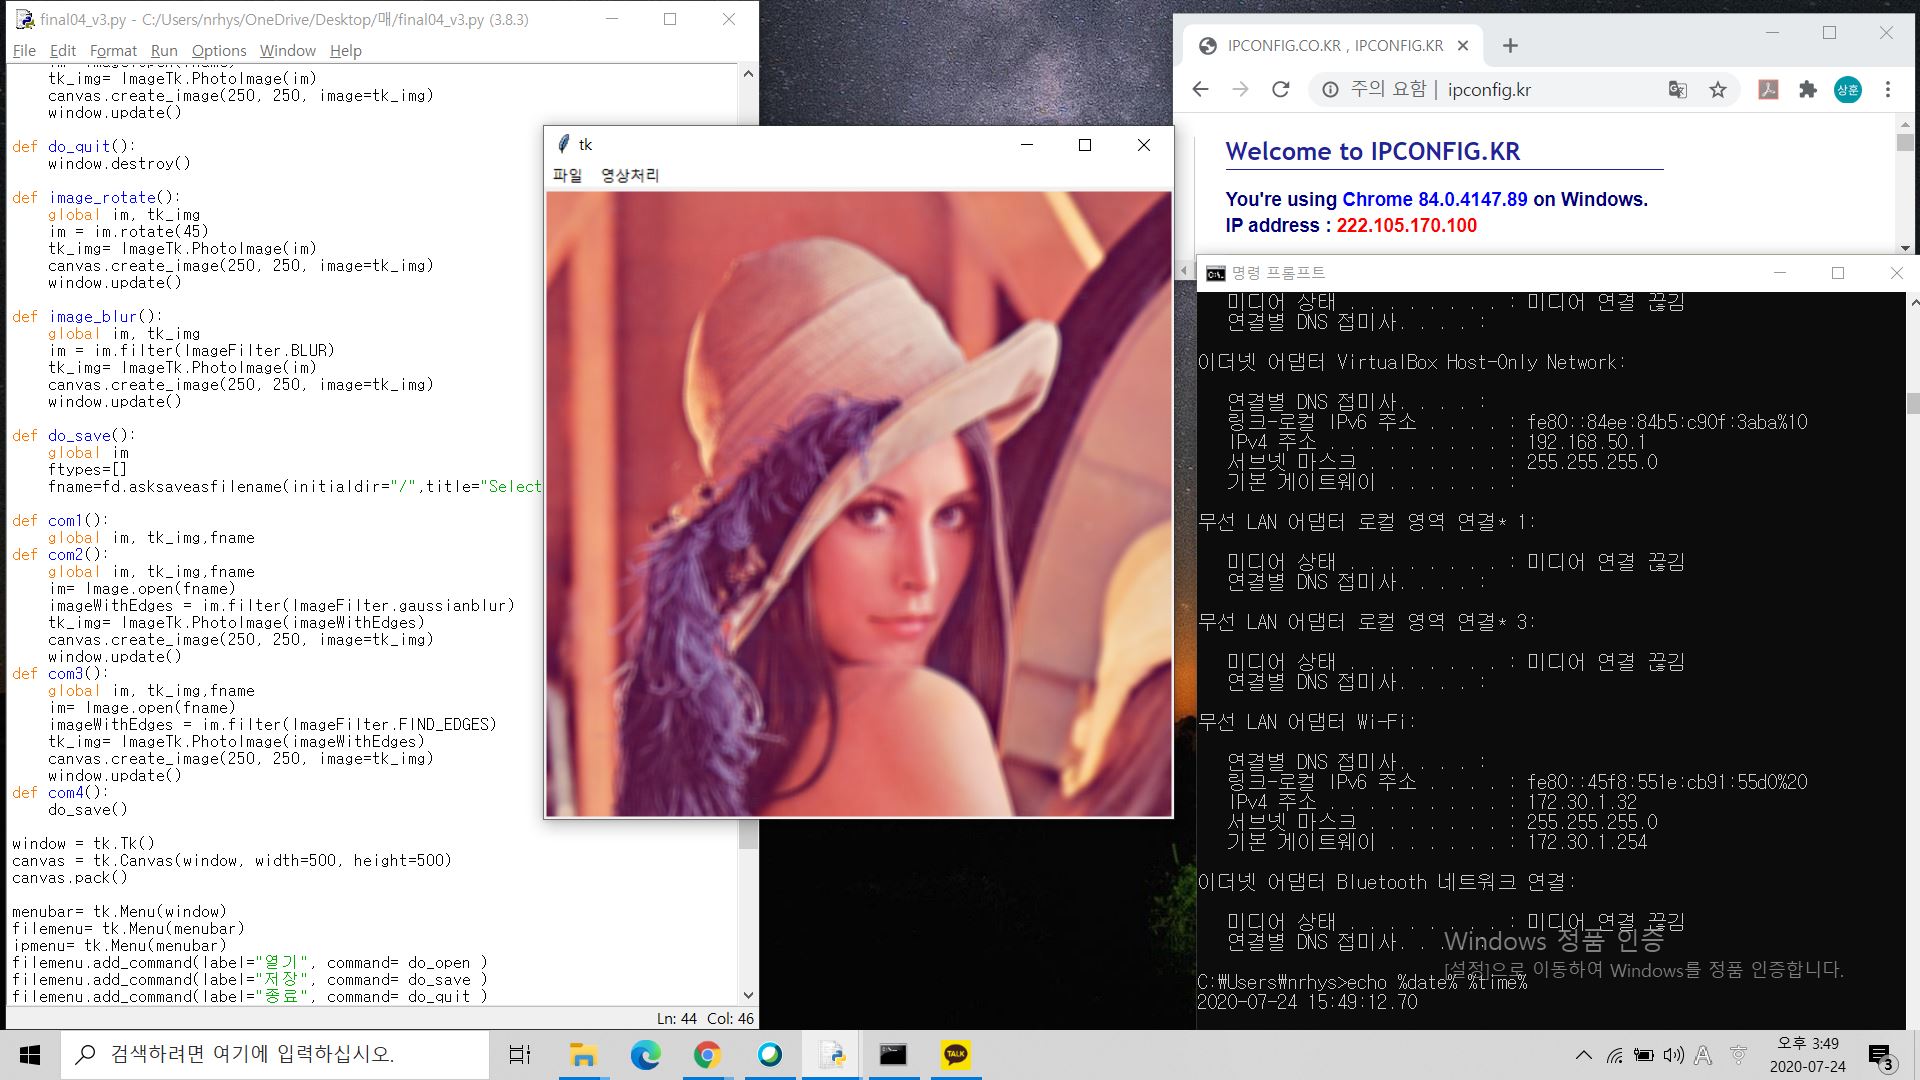 final04_v3.py - C:/Users/nrhys/OneDrive/Desktop/매/final04_v3.py (3.8.3)
File Edit Format Run Options Window Help
tk_img= ImageTk.PhotoImage(im)
canvas.create_image(250, 250, image=tk_img)
window.update()
def do_quit():
window.destroy()
def image_rotate():
global im, tk_img
im = im.rotate(45)
tk_img= ImageTk.PhotoImage(im)
canvas.create_image(250, 250, image=tk_img)
window.update()
def image_blur():
global im, tk_img
im = im.filter(ImageFilter.BLUR)
tk_img= ImageTk.PhotoImage(im)
canvas.create_image(250, 250, image=tk_img)
window.update()
def do_save():
global im
ftypes=[]
fname=fd.asksaveasfilename(initialdir="/",title="Select
def com1():
global im, tk_img,fname
def com2():
global im, tk_img,fname
im= Image.open(fname)
imageWithEdges = im.filter(ImageFilter.gaussianblur)
tk_img= ImageTk.PhotoImage(imageWithEdges)
canvas.create_image(250, 250, image=tk_img)
window.update()
def com3():
global im, tk_img,fname
im= Image.open(fname)
imageWithEdges = im.filter(ImageFilter.FIND_EDGES)
tk_img= ImageTk.PhotoImage(imageWithEdges)
canvas.create_image(250, 250, image=tk_img)
window.update()
def com4():
do_save()
window = tk.Tk()
canvas = tk.Canvas(window, width=500, height=500)
canvas.pack()
menubar= tk.Menu(window)
filemenu= tk.Menu(menubar)
ipmenu= tk.Menu(menubar)
filemenu.add_command(label="열기", command= do_open )
filemenu.add_command(label="저장", command= do_save )
filemenu.add_command(label="종료", command= do_quit )
Ln: 44 Col: 46
tk
파일 영상처리
IPCONFIG.CO.KR , IPCONFIG.KR
주의 요함 | ipconfig.kr
상훈
Welcome to IPCONFIG.KR
You're using Chrome 84.0.4147.89 on Windows.
IP address : 222.105.170.100
명령 프롬프트
미디어 상태 . . . . . . . . : 미디어 연결 끊김
연결별 DNS 접미사. . . . :
이더넷 어댑터 VirtualBox Host-Only Network:
연결별 DNS 접미사. . . . :
링크-로컬 IPv6 주소 . . . . : fe80::84ee:84b5:c90f:3aba%10
IPv4 주소 . . . . . . . . . : 192.168.50.1
서브넷 마스크 . . . . . . . : 255.255.255.0
기본 게이트웨이 . . . . . . :
무선 LAN 어댑터 로컬 영역 연결* 1:
미디어 상태 . . . . . . . . : 미디어 연결 끊김
연결별 DNS 접미사. . . . :
무선 LAN 어댑터 로컬 영역 연결* 3:
미디어 상태 . . . . . . . . : 미디어 연결 끊김
연결별 DNS 접미사. . . . :
무선 LAN 어댑터 Wi-Fi:
연결별 DNS 접미사. . . . :
링크-로컬 IPv6 주소 . . . . : fe80::45f8:551e:cb91:55d0%20
IPv4 주소 . . . . . . . . . : 172.30.1.32
서브넷 마스크 . . . . . . . : 255.255.255.0
기본 게이트웨이 . . . . . . : 172.30.1.254
이더넷 어댑터 Bluetooth 네트워크 연결:
미디어 상태 . . . . . . . . : 미디어 연결 끊김
연결별 DNS 접미사. . .
Windows 정품 인증
[설정]으로 이동하여 Windows를 정품 인증합니다.
C:\Users\nrhys>echo %date% %time%
2020-07-24 15:49:12.70
검색하려면 여기에 입력하십시오.
TALK
A
오후 3:49
2020-07-24
3